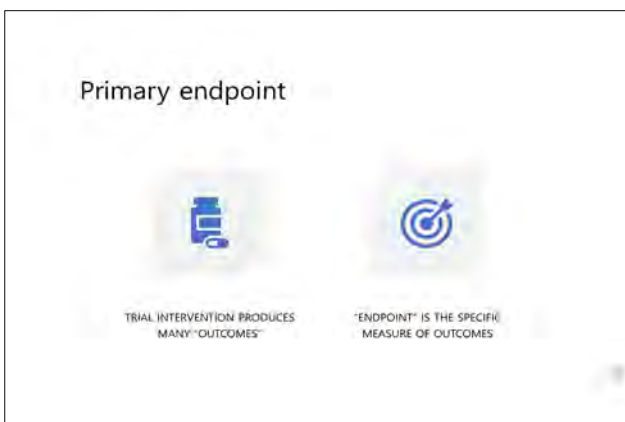 Primary endpoint
TRIAL INTERVENTION PRODUCES
MANY "OUTCOMES"
"ENDPOINT" IS THE SPECIFIC
MEASURE OF OUTCOMES